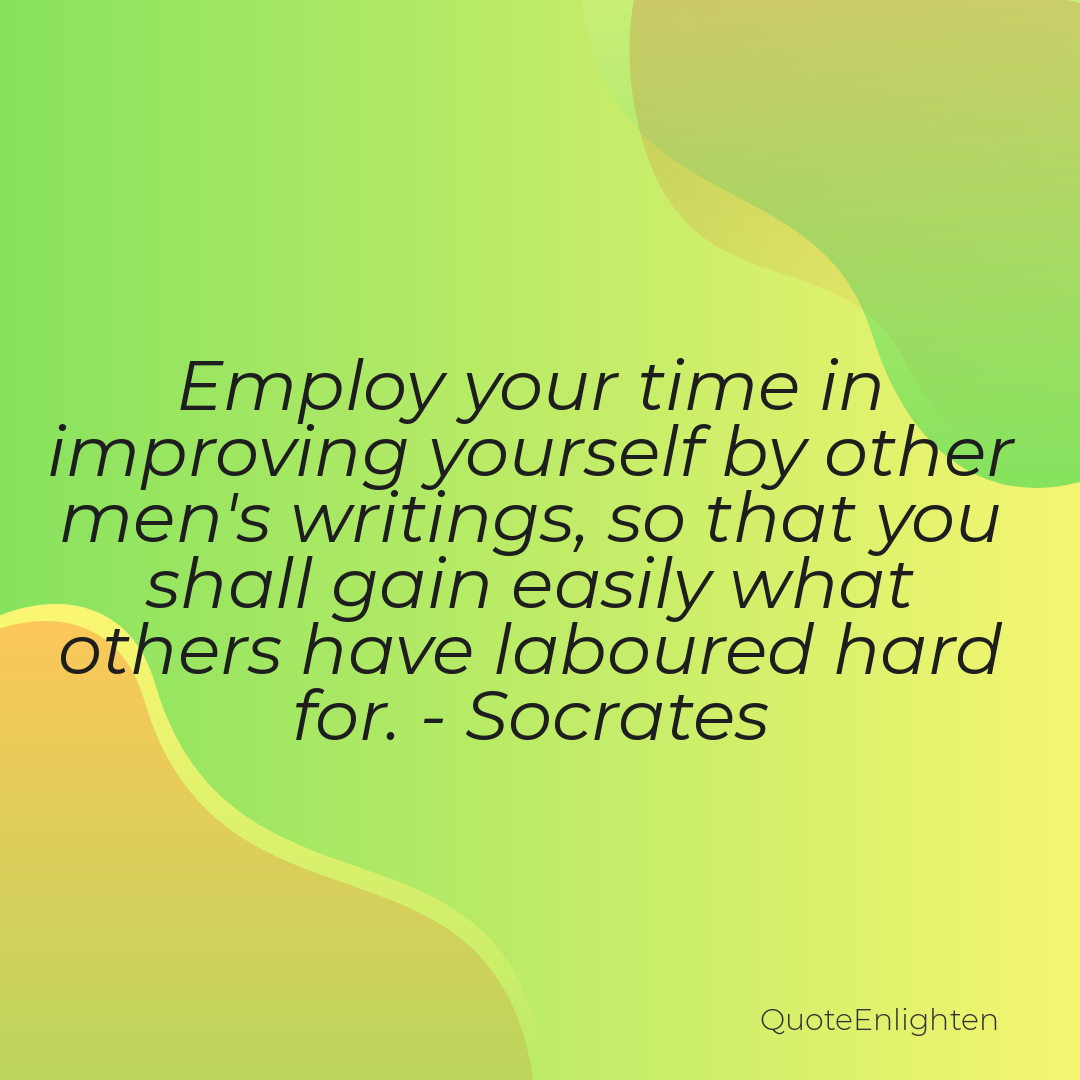 Employ your time in
improving yourself by other
men's writings, so that you
shall gain easily what
others have laboured hard
for. - Socrates
QuoteEnlighten